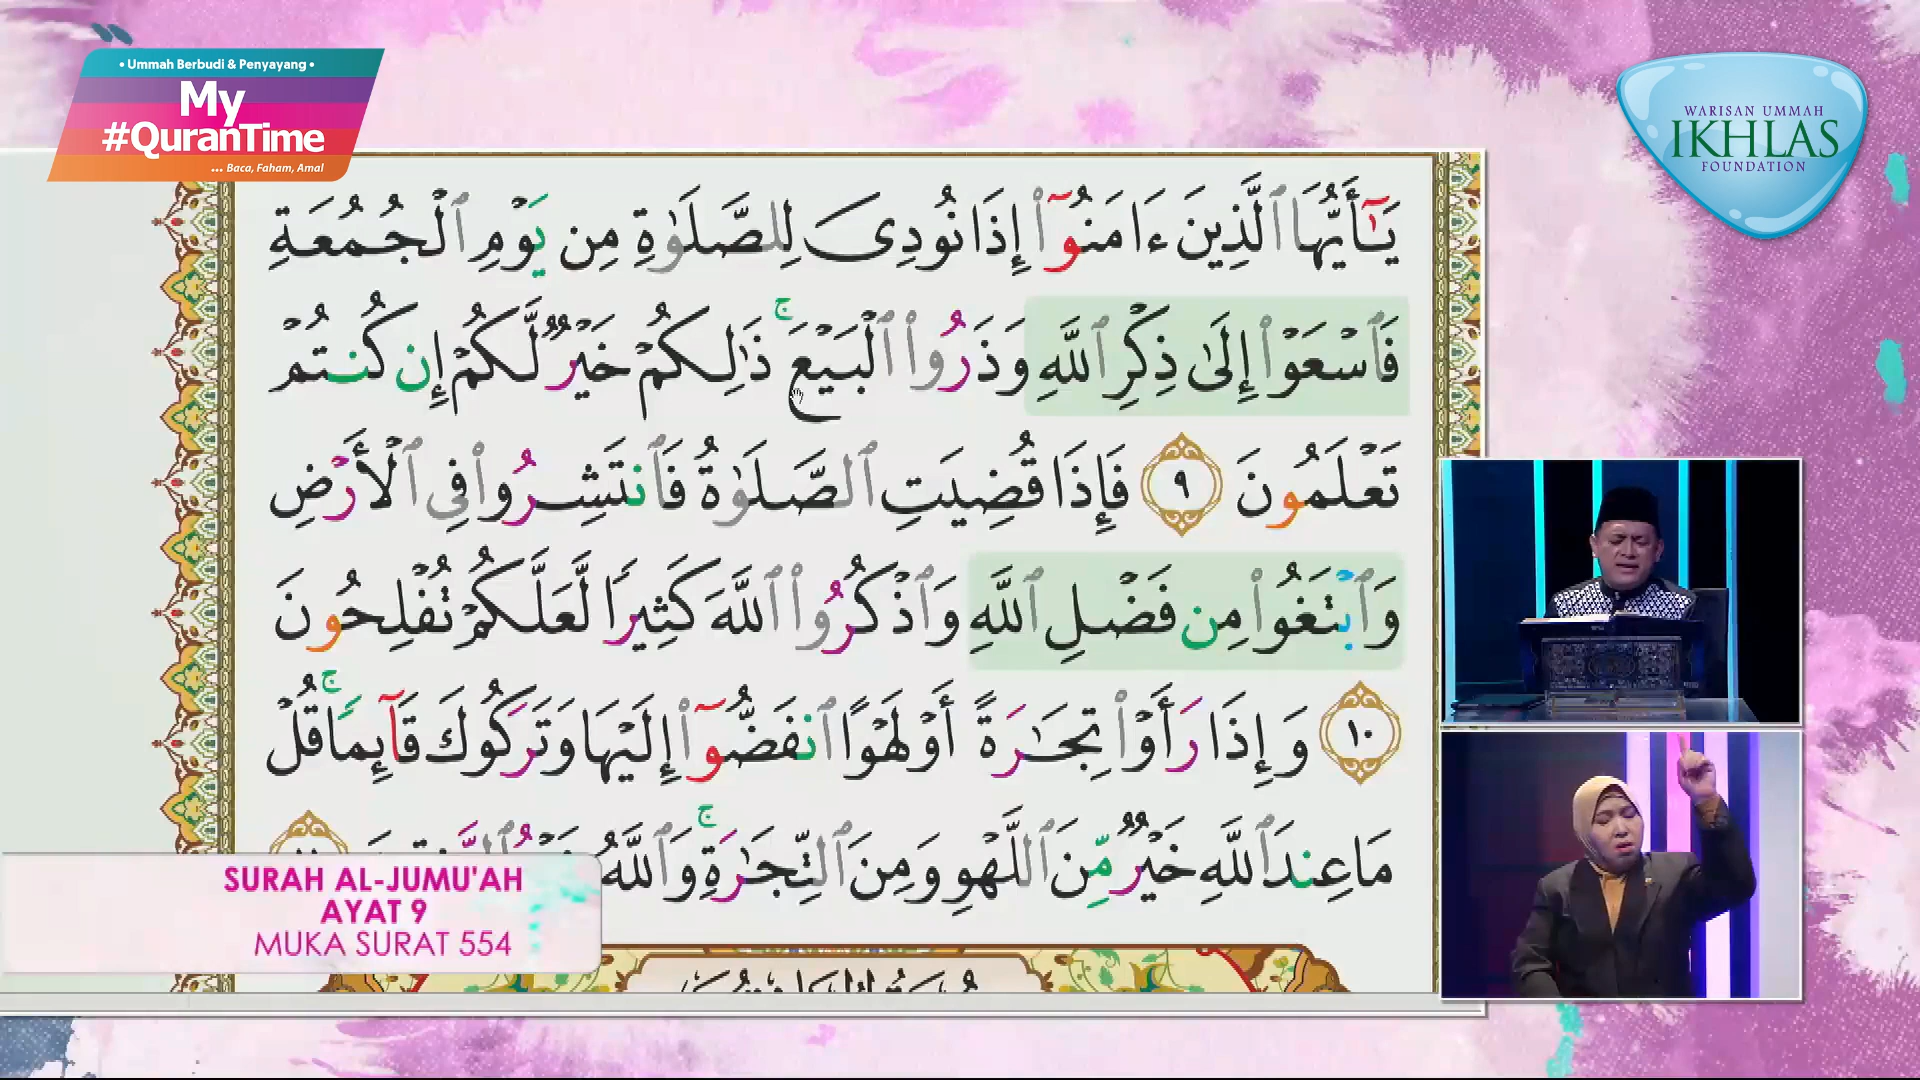 • Ummah Berbudi & Penyayang •
My
#QuranTime
... Baca, Faham, Amal
WARISAN UMMAH
IKHLAS
FOUNDATION
يَـٰٓأَيُّهَا ٱلَّذِينَ ءَامَنُوٓا۟ إِذَا نُودِىَ لِلصَّلَوٰةِ مِن يَوْمِ ٱلْجُمُعَةِ
فَٱسْعَوْا۟ إِلَىٰ ذِكْرِ ٱللَّهِ وَذَرُوا۟ ٱلْبَيْعَ ۚ ذَٰلِكُمْ خَيْرٌ لَّكُمْ إِن كُنتُمْ
تَعْلَمُونَ ٩ فَإِذَا قُضِيَتِ ٱلصَّلَوٰةُ فَٱنتَشِرُوا۟ فِى ٱلْأَرْضِ
وَٱبْتَغُوا۟ مِن فَضْلِ ٱللَّهِ وَٱذْكُرُوا۟ ٱللَّهَ كَثِيرًا لَّعَلَّكُمْ تُفْلِحُونَ
١٠ وَإِذَا رَأَوْا۟ تِجَـٰرَةً أَوْ لَهْوًا ٱنفَضُّوٓا۟ إِلَيْهَا وَتَرَكُوكَ قَآئِمًا ۚ قُلْ
مَا عِندَ ٱللَّهِ خَيْرٌ مِّنَ ٱللَّهْوِ وَمِنَ ٱلتِّجَـٰرَةِ ۚ وَٱللَّهُ
SURAH AL-JUMU'AH
AYAT 9
MUKA SURAT 554